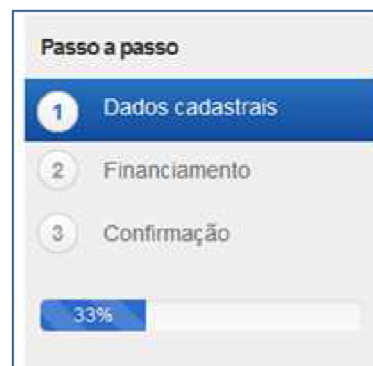 Passo a passo
1 Dados cadastrais
2 Financiamento
3 Confirmação
33%